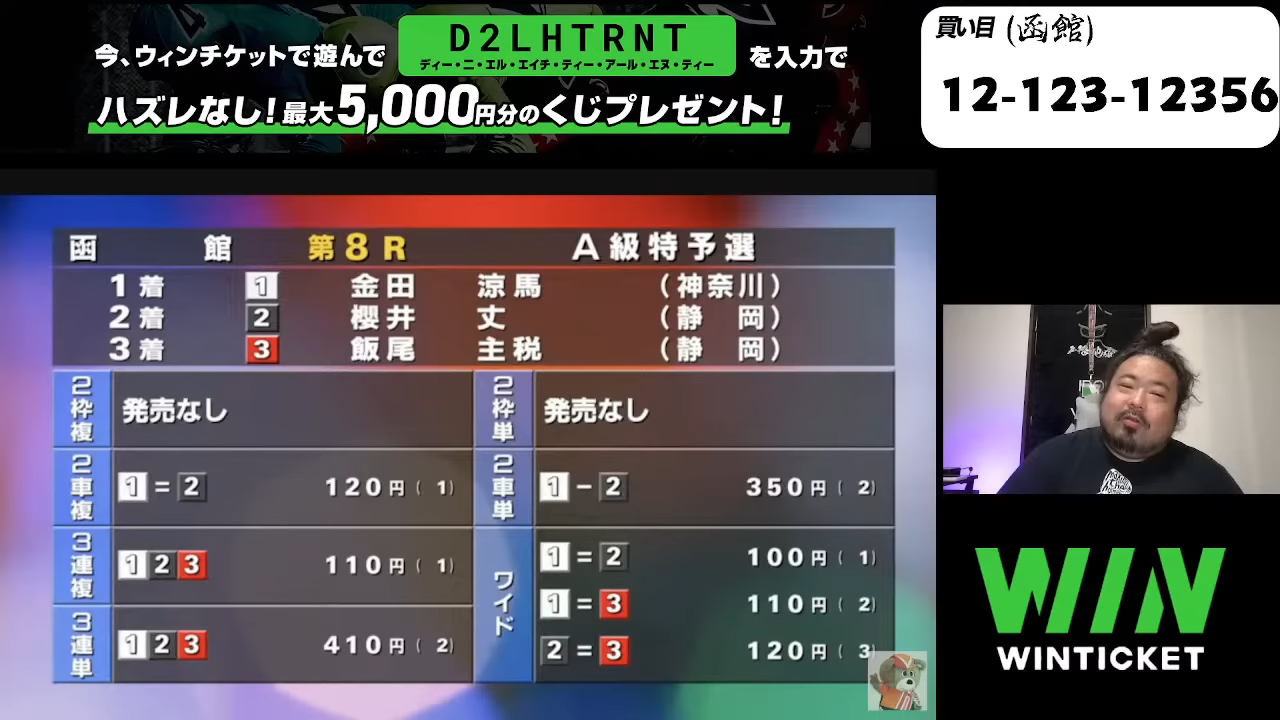 今、ウィンチケットで遊んで
D2LHTRNT
ディー・ニ・エル・エイチ・ティー・アール・エヌ・ティー
を入力で
ハズレなし!最大5,000円分のくじプレゼント!
買い目(函館)
12-123-12356
函館 第8R A級特予選
1着 1 金田 涼馬 (神奈川)
2着 2 櫻井 丈 (静 岡)
3着 3 飯尾 主税 (静 岡)
2枠複 発売なし 2枠単 発売なし
2車複 1=2 120円( 1) 2車単 1-2 350円( 2)
3連複 1 2 3 110円( 1)
3連単 1 2 3 410円( 2)
ワイド 1=2 100円( 1)
1=3 110円( 2)
2=3 120円( 3)
WIN
WINTICKET